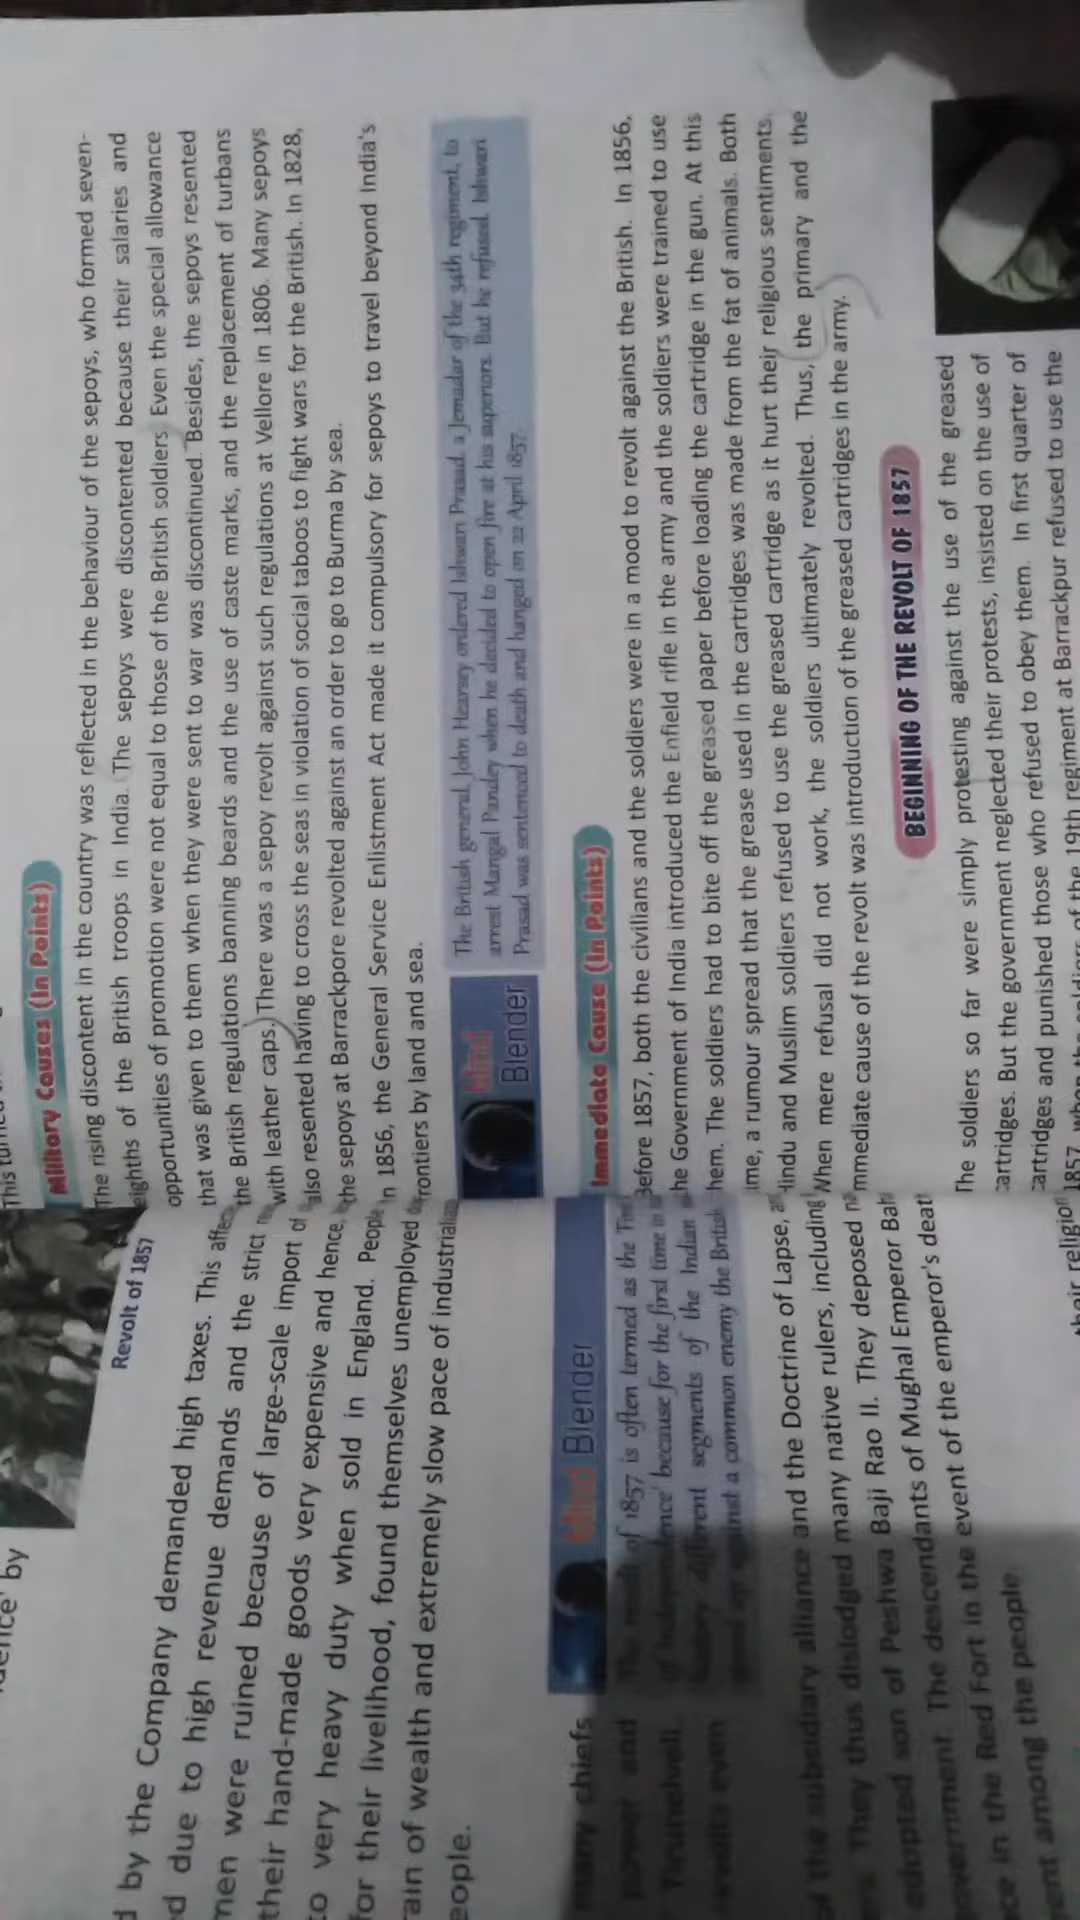 dence' by
Revolt of 1857
by the Company demanded high taxes. This
due to high revenue demands and the strict
men were ruined because of large-scale import of
their hand-made goods very expensive and hence,
to very heavy duty when sold in England. People
for their livelihood, found themselves unemployed
ain of wealth and extremely slow pace of industrial
eople.
Mind Blender
of 1857 is often termed as the
because for the first time in
different segments of the Indian
against a common enemy the British
many chiefs
power and
Tirunelveli
of the subsidiary alliance and the Doctrine of Lapse,
They thus dislodged many native rulers, including
adopted son of Peshwa Baji Rao II. They deposed
The descendants of Mughal Emperor Bah
ce in the Red Fort in the event of the emperor's deat
ent among the people
Military Causes (In Points)
The rising discontent in the country was reflected in the behaviour of the sepoys, who formed seven-
eighths of the British troops in India. The sepoys were discontented because their salaries and
opportunities of promotion were not equal to those of the British soldiers Even the special allowance
that was given to them when they were sent to war was discontinued. Besides, the sepoys resented
the British regulations banning beards and the use of caste marks, and the replacement of turbans
with leather caps. There was a sepoy revolt against such regulations at Vellore in 1806. Many sepoys
also resented having to cross the seas in violation of social taboos to fight wars for the British. In 1828,
the sepoys at Barrackpore revolted against an order to go to Burma by sea.
In 1856, the General Service Enlistment Act made it compulsory for sepoys to travel beyond India's
frontiers by land and sea.
Mind Blender
The British general, John Hearsey ordered Ishwari Prasad, a Jemadar of the 34th regiment, to
arrest Mangal Pandey when he decided to open fire at his superiors. But he refused. Ishwari
Prasad was sentenced to death and hanged on 22 April 1857.
Immediate Cause (In Points)
Before 1857, both the civilians and the soldiers were in a mood to revolt against the British. In 1856,
he Government of India introduced the Enfield rifle in the army and the soldiers were trained to use
hem. The soldiers had to bite off the greased paper before loading the cartridge in the gun. At this
ime, a rumour spread that the grease used in the cartridges was made from the fat of animals. Both
Hindu and Muslim soldiers refused to use the greased cartridge as it hurt their religious sentiments.
When mere refusal did not work, the soldiers ultimately revolted. Thus, the primary and the
mmediate cause of the revolt was introduction of the greased cartridges in the army.
BEGINNING OF THE REVOLT OF 1857
The soldiers so far were simply protesting against the use of the greased
cartridges. But the government neglected their protests, insisted on the use of
cartridges and punished those who refused to obey them. In first quarter of
1857, when the soldiers of the 19th regiment at Barrackpur refused to use the
their religion